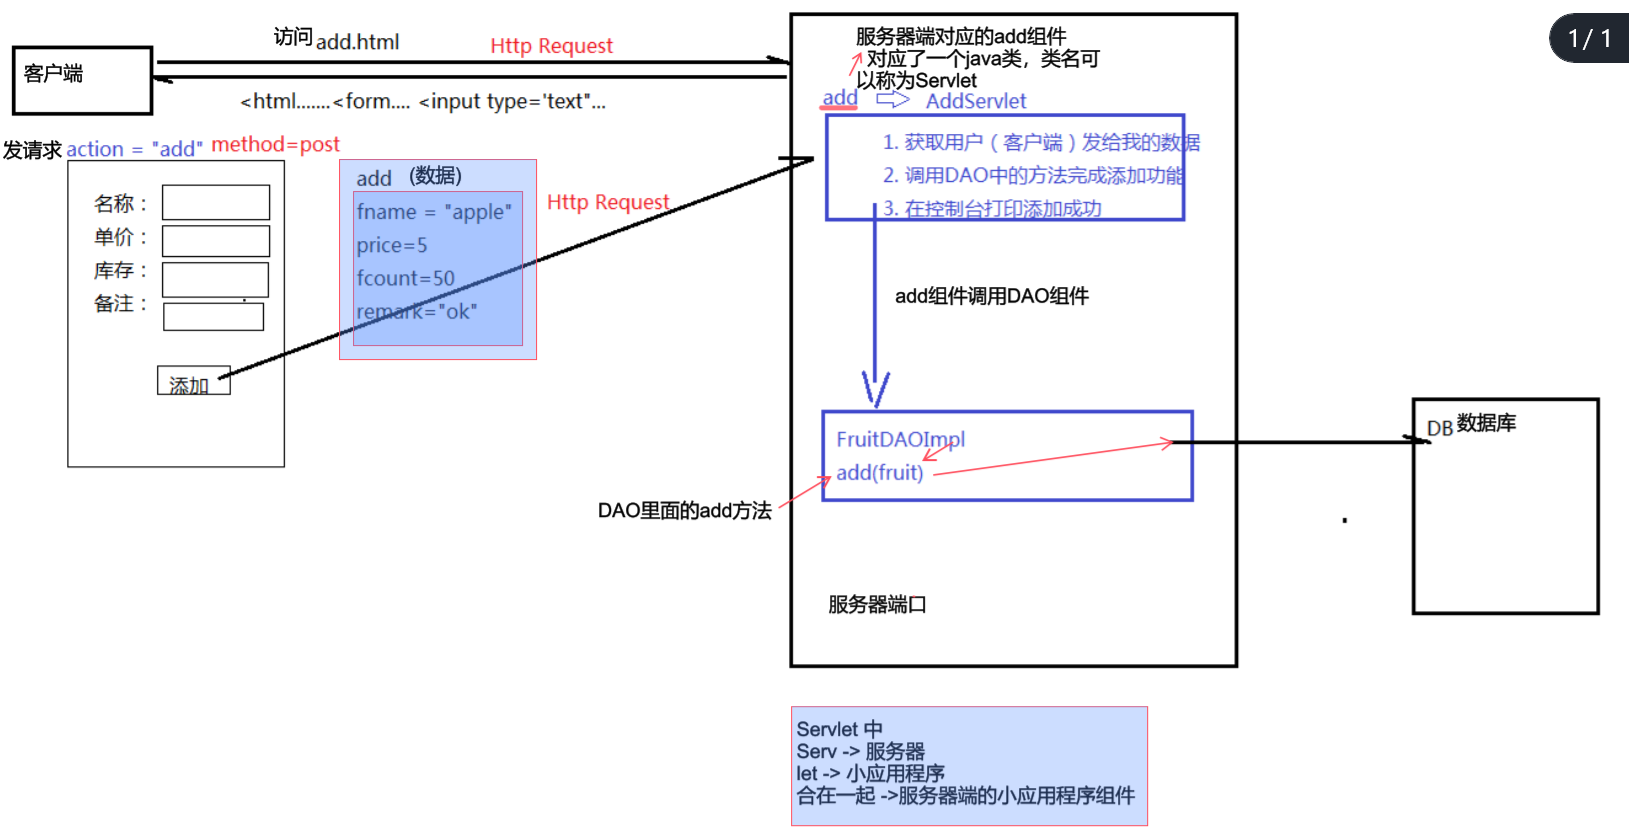 1 / 1
访问 add.html
Http Request
客户端
<html.......<form.... <input type='text"...
发请求 action = "add" method=post
名称：
单价：
库存：
备注：
添加
add （数据）
fname = "apple"
price=5
fcount=50
remark="ok"
Http Request
服务器端对应的add组件
对应了一个java类，类名可
以称为Servlet
add AddServlet
1. 获取用户（客户端）发给我的数据
2. 调用DAO中的方法完成添加功能
3. 在控制台打印添加成功
add组件调用DAO组件
FruitDAOImpl
add(fruit)
DAO里面的add方法
DB 数据库
服务器端口
Servlet 中
Serv -> 服务器
let -> 小应用程序
合在一起 ->服务器端的小应用程序组件